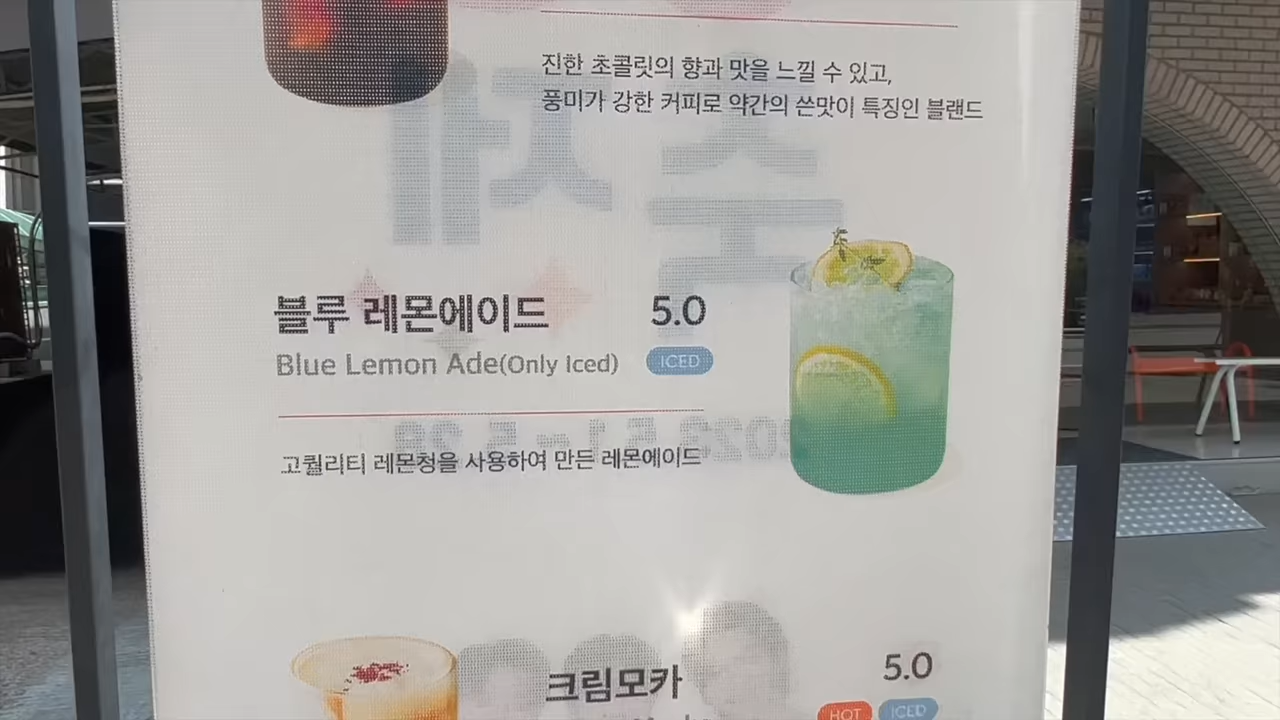 진한 초콜릿의 향과 맛을 느낄 수 있고,
풍미가 강한 커피로 약간의 쓴맛이 특징인 블랜드
블루 레몬에이드 5.0
Blue Lemon Ade(Only Iced) ICED
고퀄리티 레몬청을 사용하여 만든 레몬에이드
크림모카 5.0
HOT ICED